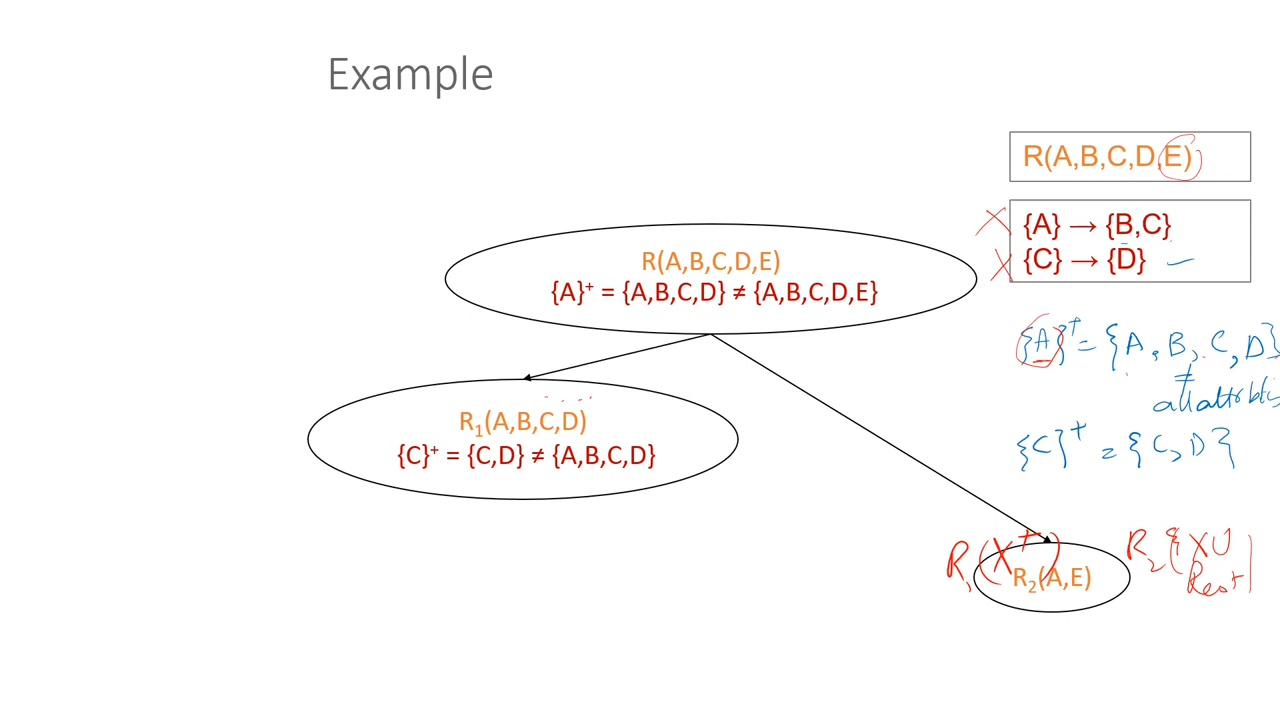 Example
R(A,B,C,D,E)
{A} → {B,C}
{C} → {D}
R(A,B,C,D,E)
{A}⁺ = {A,B,C,D} ≠ {A,B,C,D,E}
{A}⁺ = {A, B, C, D}
≠
all attributes
R₁(A,B,C,D)
{C}⁺ = {C,D} ≠ {A,B,C,D}
{C}⁺ = {C, D}
R₁(X⁺)
R₂{X U
Rest)
R₂(A,E)